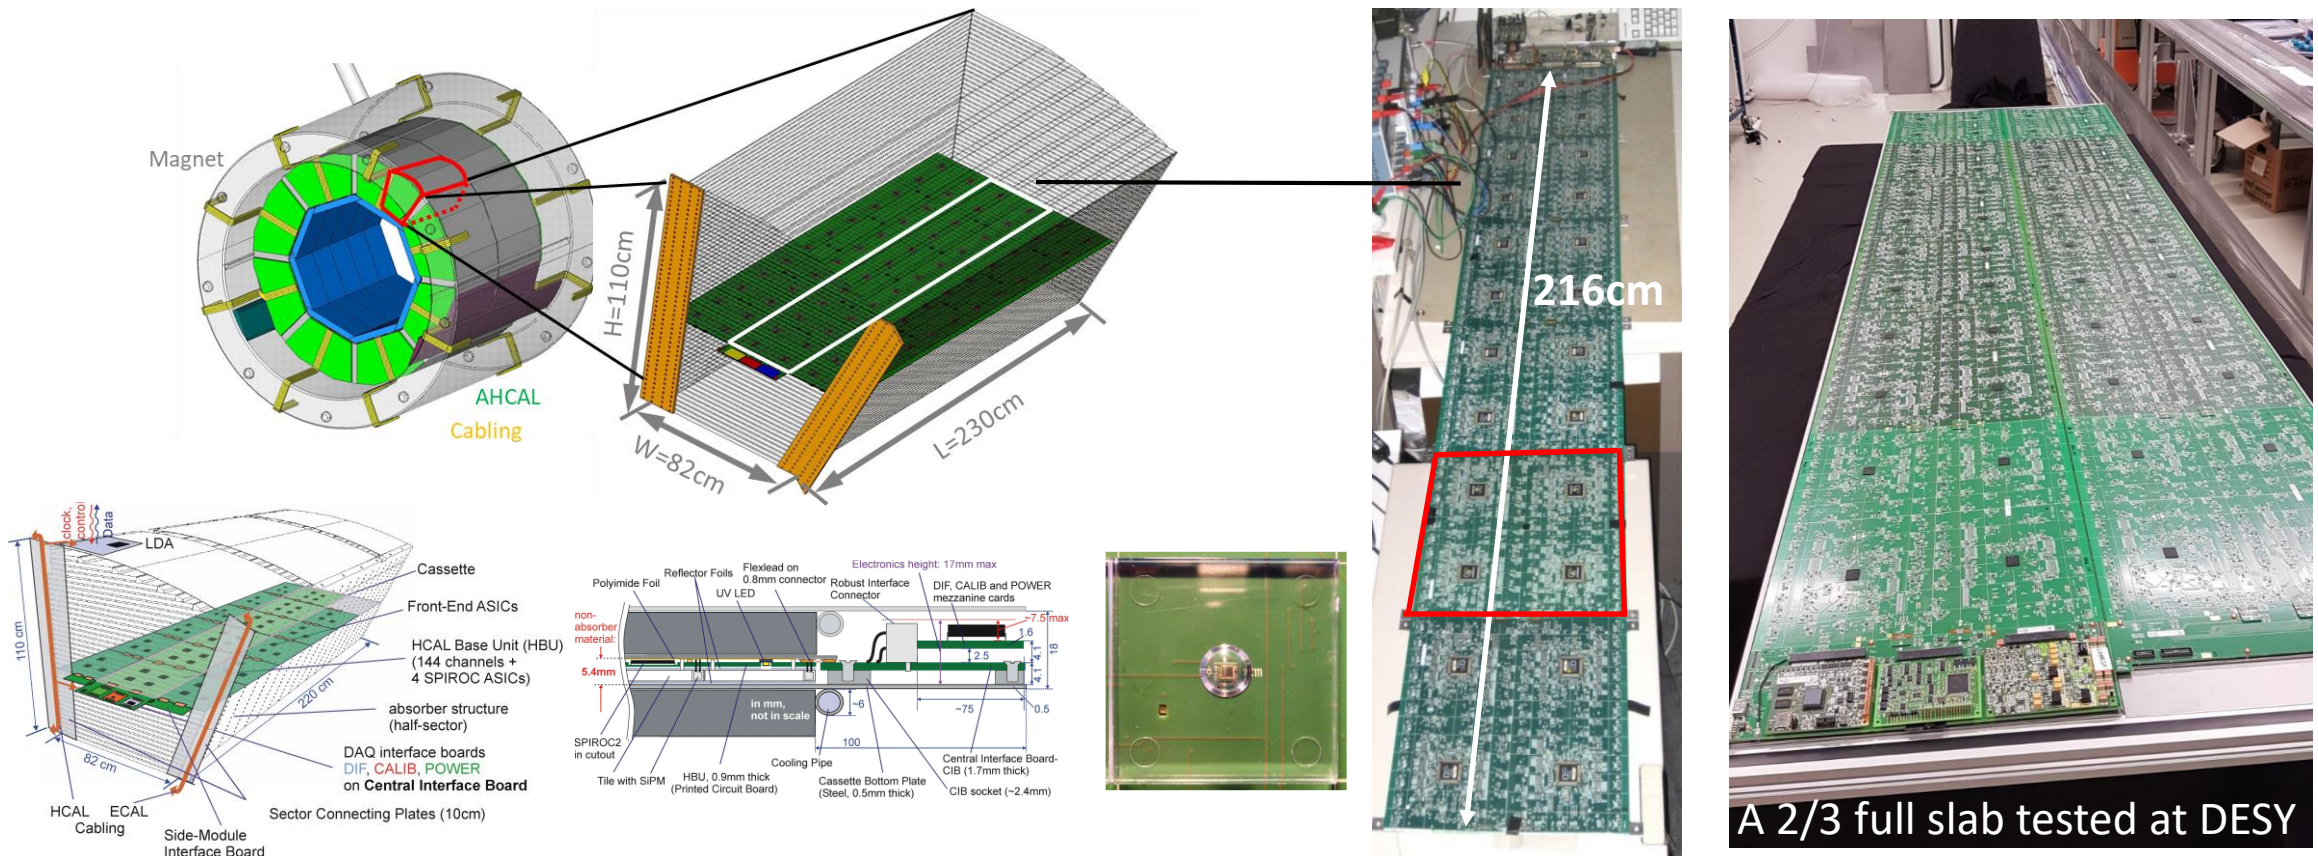 Magnet
AHCAL
Cabling
H=110cm
W=82cm
L=230cm
216cm
A 2/3 full slab tested at DESY
clock,
control
Data
LDA
Cassette
Front-End ASICs
HCAL Base Unit (HBU)
(144 channels +
4 SPIROC ASICs)
absorber structure
(half-sector)
DAQ interface boards
DIF, CALIB, POWER
on Central Interface Board
Sector Connecting Plates (10cm)
110 cm
82 cm
220 cm
HCAL ECAL
Cabling
Side-Module
Interface Board
Polyimide Foil
Reflector Foils
UV LED
Flexlead on
0.8mm connector
Electronics height: 17mm max
Robust Interface
Connector
DIF, CALIB and POWER
mezzanine cards
non-
absorber
material:
5.4mm
~7.5 max
1.6
2.5
4.1
4.1
18
in mm,
not in scale
~6
~75
0.5
100
SPIROC2
in cutout
Tile with SiPM
HBU, 0.9mm thick
(Printed Circuit Board)
Cooling Pipe
Cassette Bottom Plate
(Steel, 0.5mm thick)
Central Interface Board-
CIB (1.7mm thick)
CIB socket (~2.4mm)